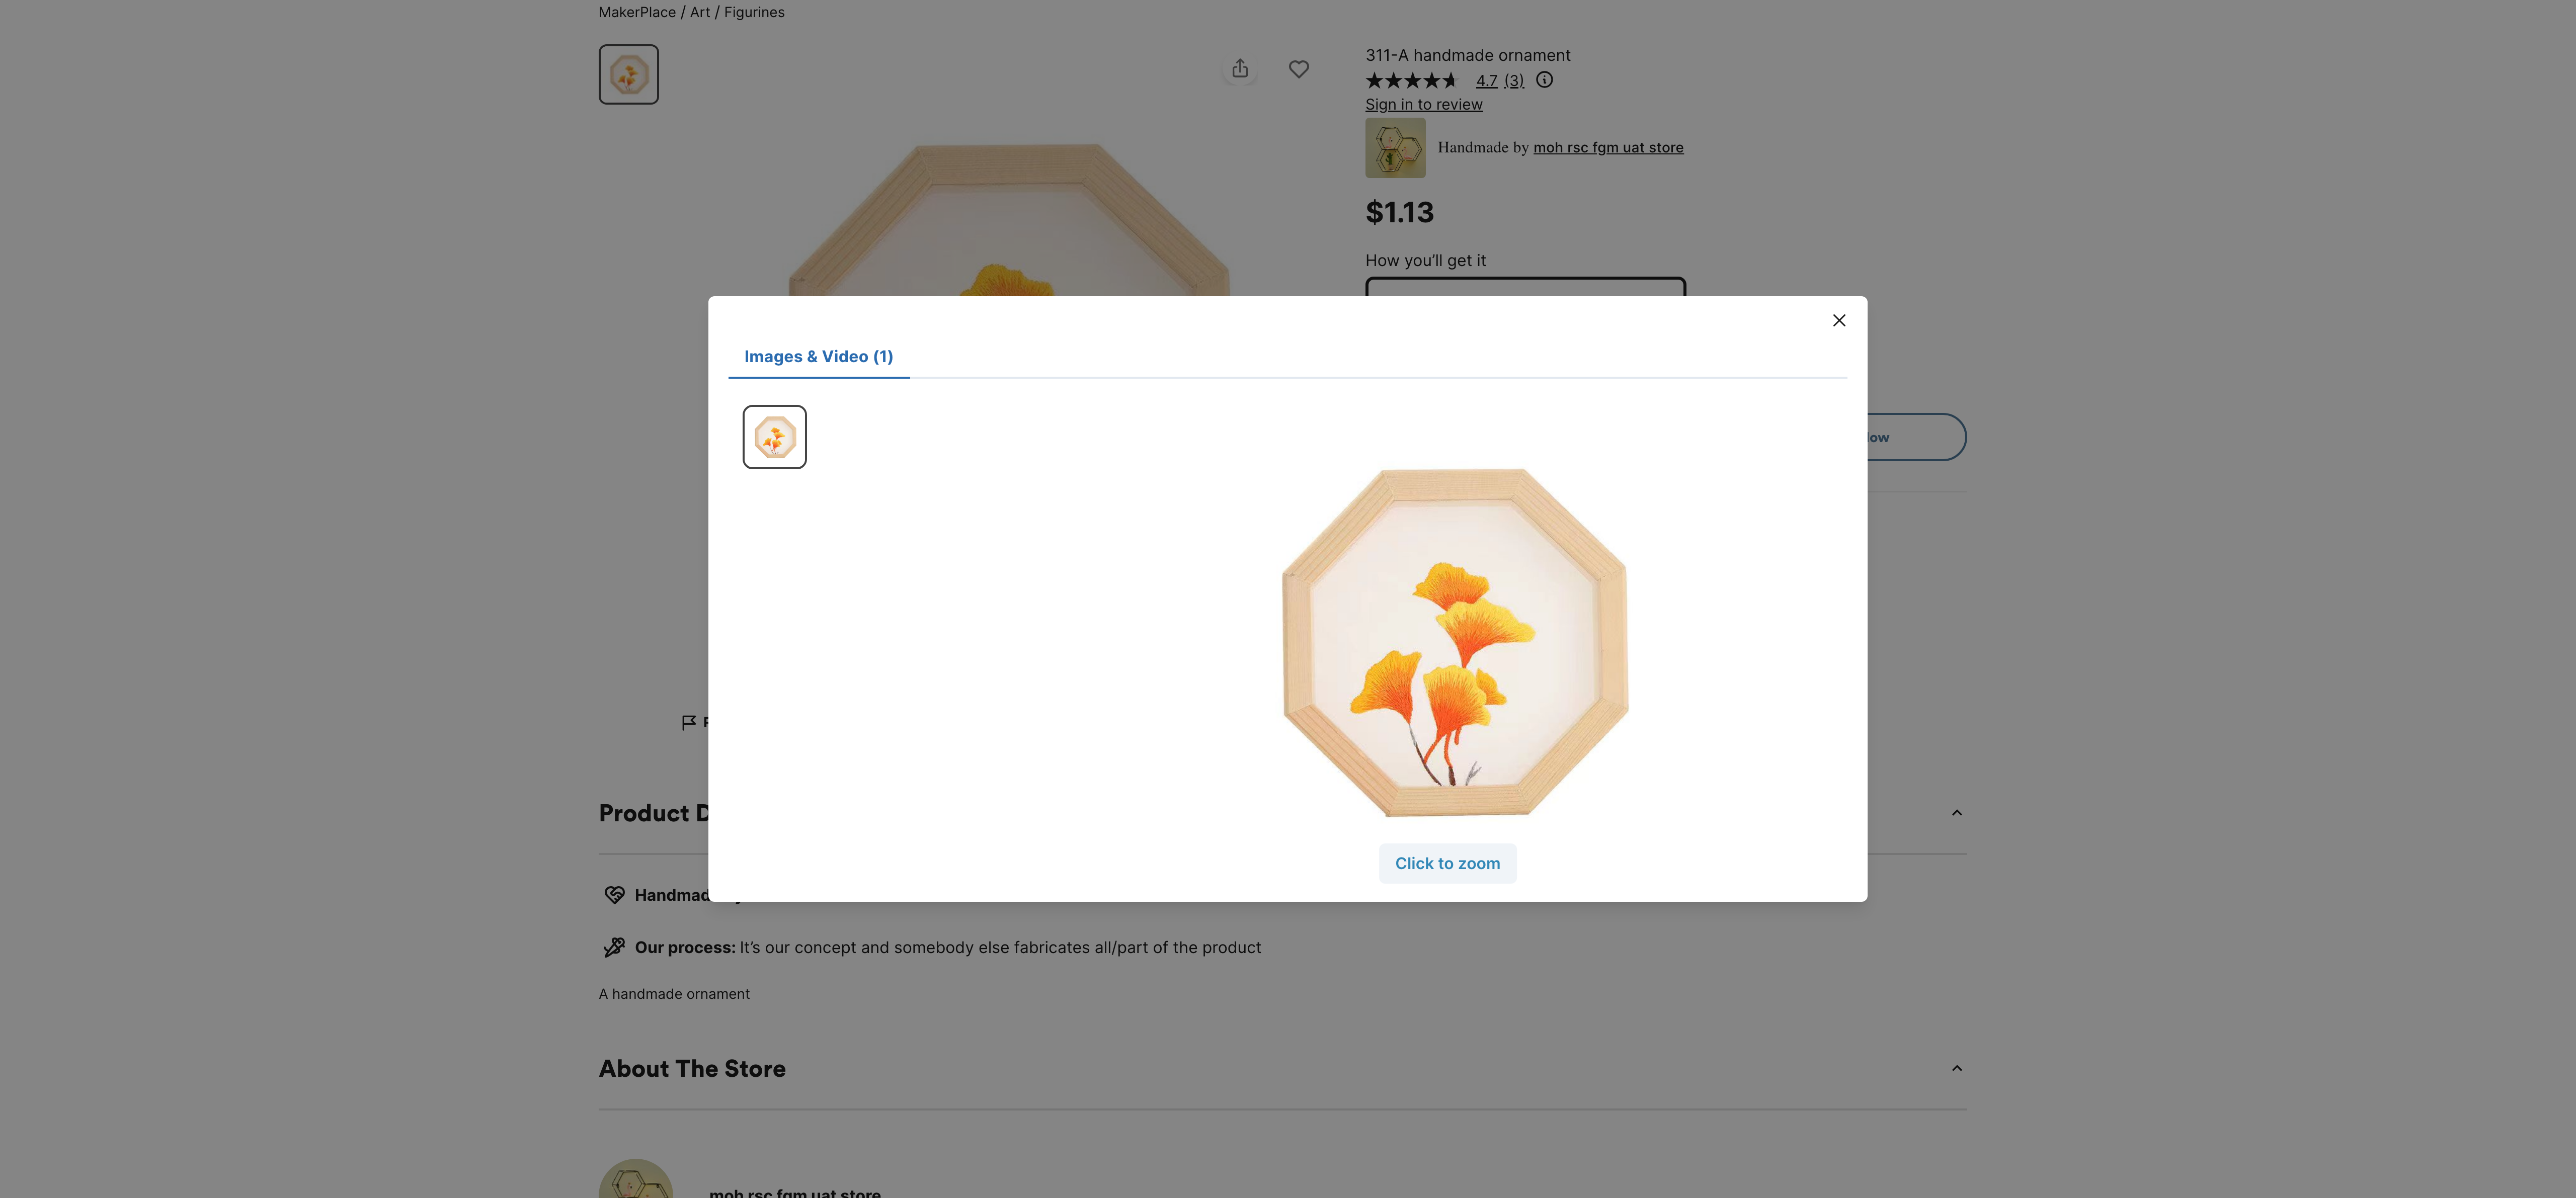 MakerPlace / Art / Figurines
311-A handmade ornament
4.7 (3)
Sign in to review
Handmade by moh rsc fgm uat store
$1.13
How you’ll get it
Images & Video (1)
Click to zoom
Product
Our process: It’s our concept and somebody else fabricates all/part of the product
A handmade ornament
About The Store
moh rsc fgm uat store